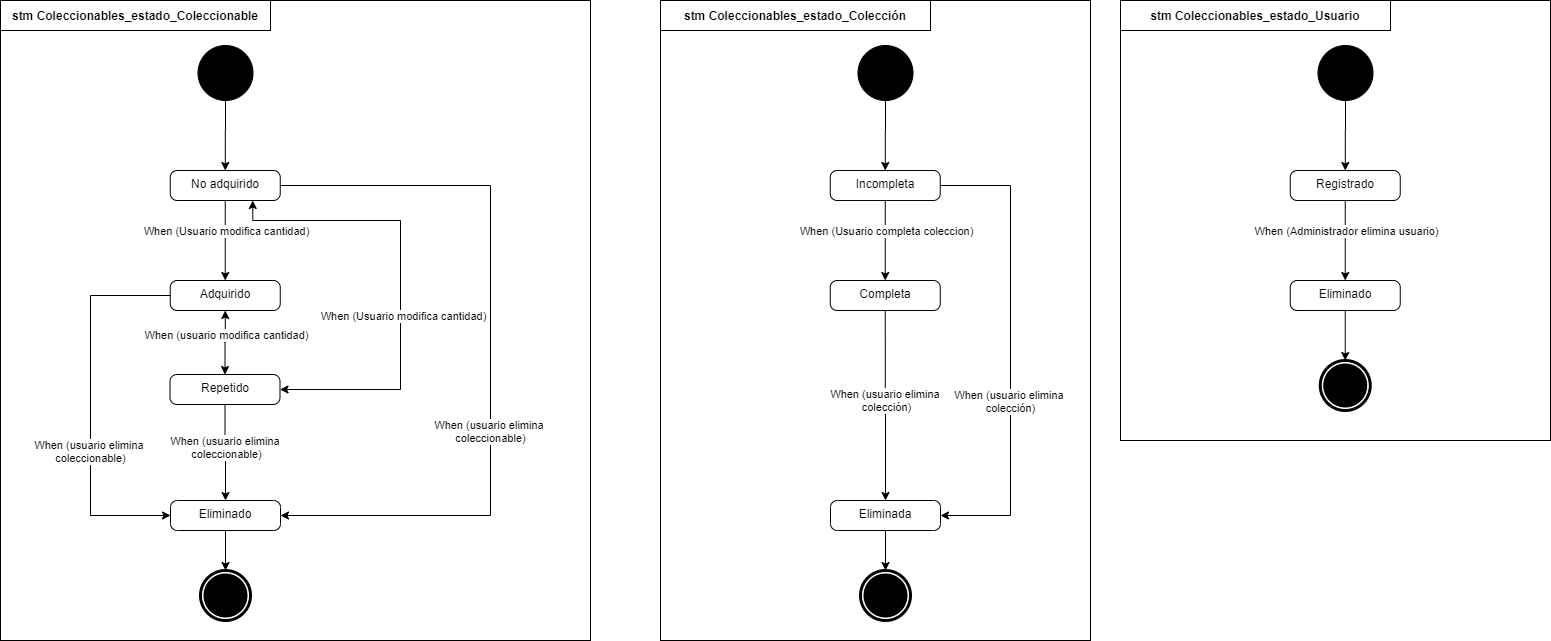 stm Coleccionables_estado_Coleccionable
No adquirido
When (Usuario modifica cantidad)
Adquirido
When (Usuario modifica cantidad)
When (usuario modifica cantidad)
Repetido
When (usuario elimina
coleccionable)
When (usuario elimina
coleccionable)
When (usuario elimina
coleccionable)
Eliminado
stm Coleccionables_estado_Colección
Incompleta
When (Usuario completa coleccion)
Completa
When (usuario elimina
colección)
When (usuario elimina
colección)
Eliminada
stm Coleccionables_estado_Usuario
Registrado
When (Administrador elimina usuario)
Eliminado